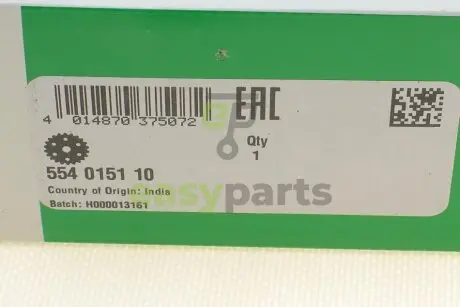 4 014870 375072
EAC
Qty
1
554 0151 10
Country of Origin: India
Batch: H000013161
easyparts